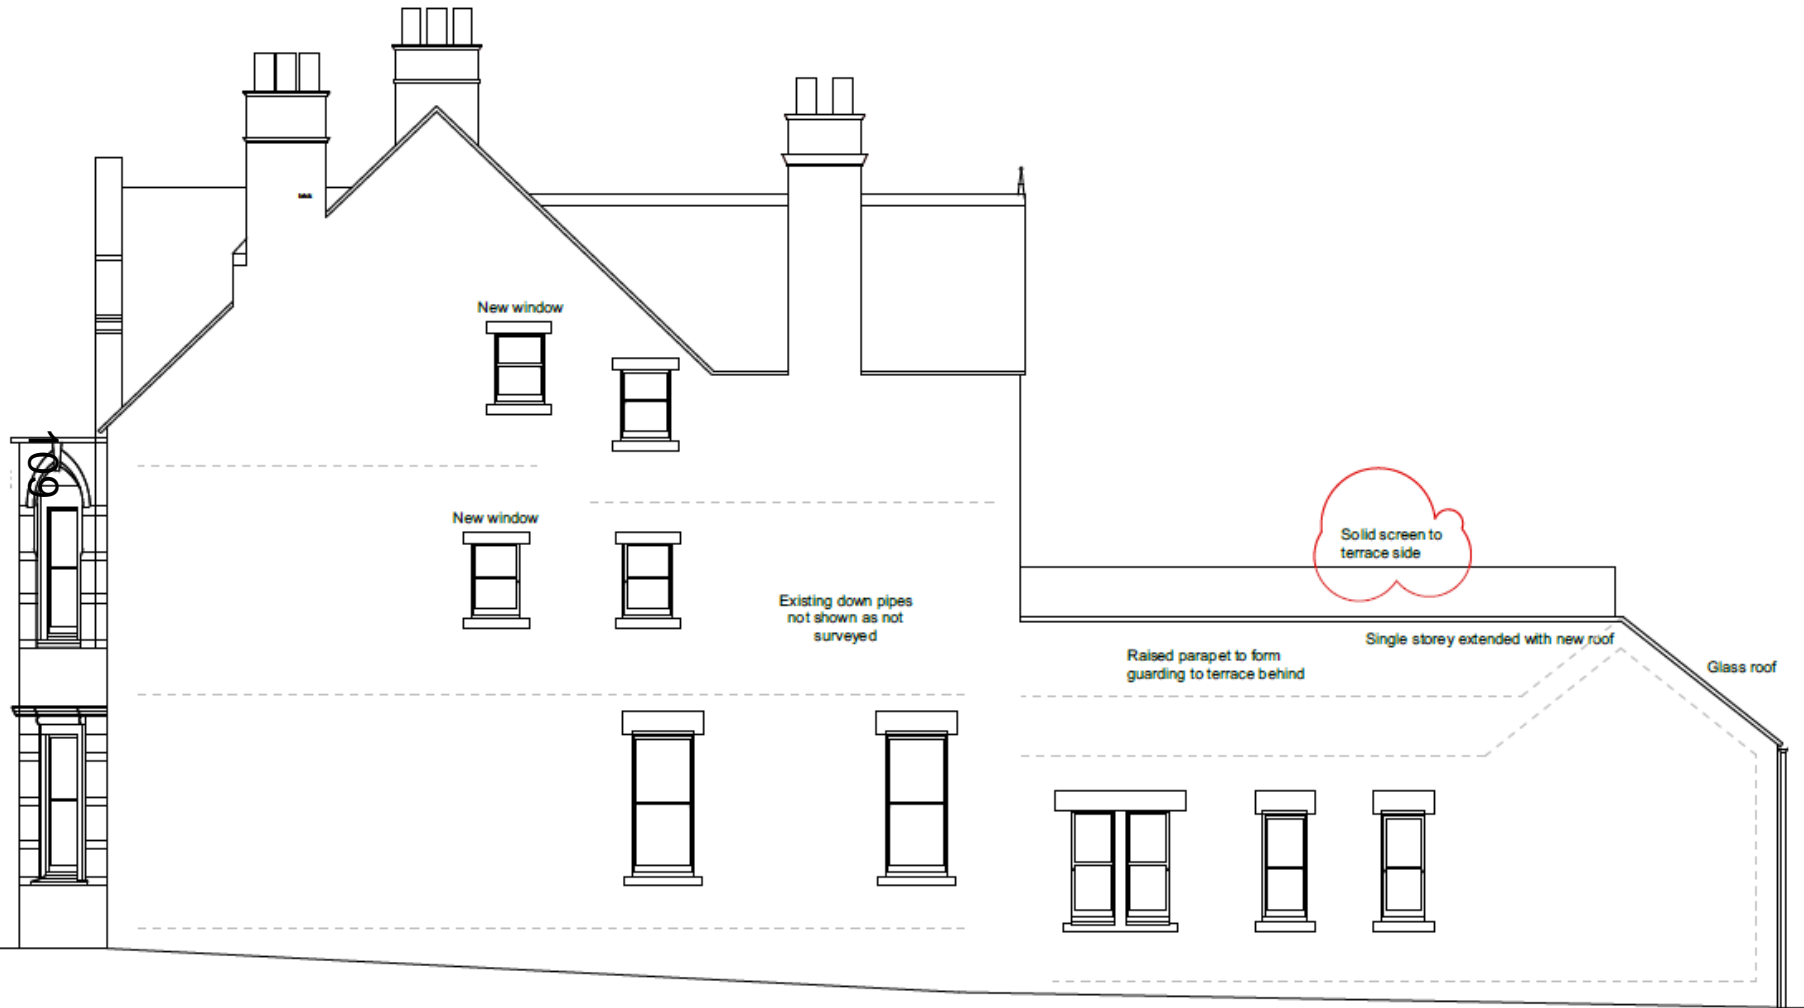 New window
New window
Existing down pipes
not shown as not
surveyed
Solid screen to
terrace side
Single storey extended with new roof
Raised parapet to form
guarding to terrace behind
Glass roof